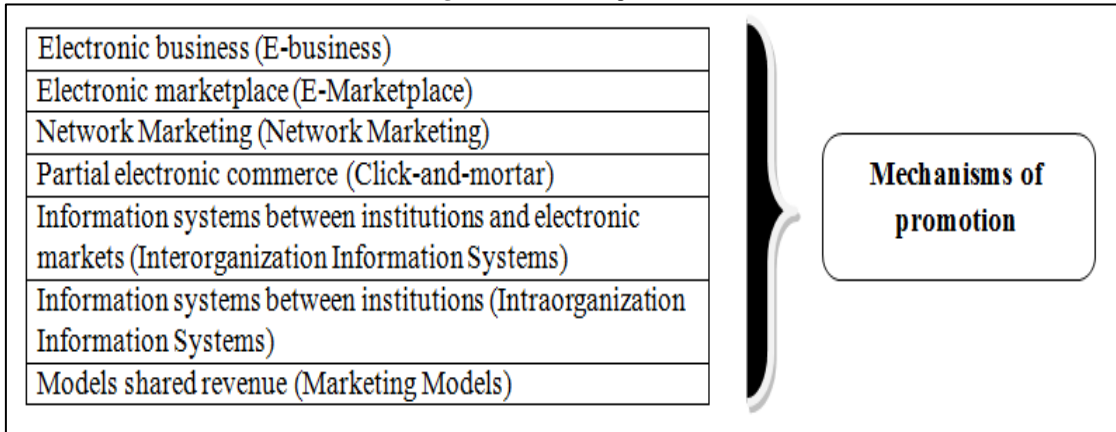 Electronic business (E-business)
Electronic marketplace (E-Marketplace)
Network Marketing (Network Marketing)
Partial electronic commerce (Click-and-mortar)
Information systems between institutions and electronic
markets (Interorganization Information Systems)
Information systems between institutions (Intraorganization
Information Systems)
Models shared revenue (Marketing Models)
Mechanisms of
promotion